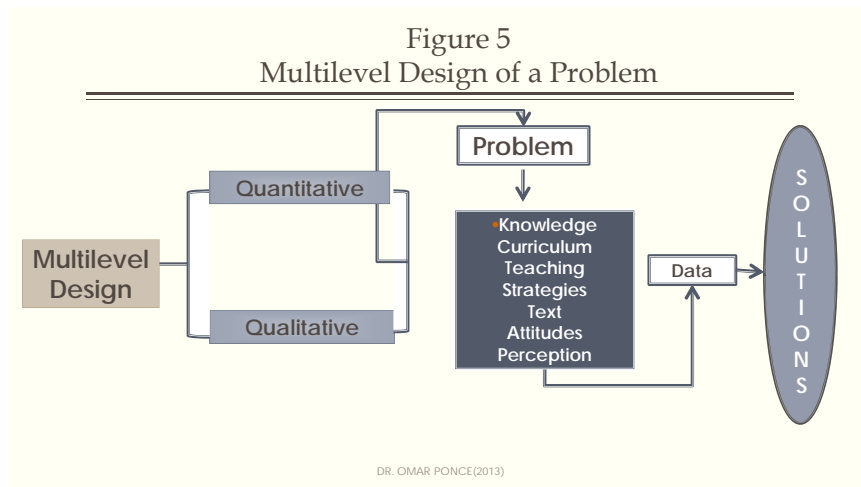 Figure 5
Multilevel Design of a Problem
Multilevel
Design
Quantitative
Qualitative
Problem
•Knowledge
Curriculum
Teaching
Strategies
Text
Attitudes
Perception
Data
S
O
L
U
T
I
O
N
S
DR. OMAR PONCE(2013)